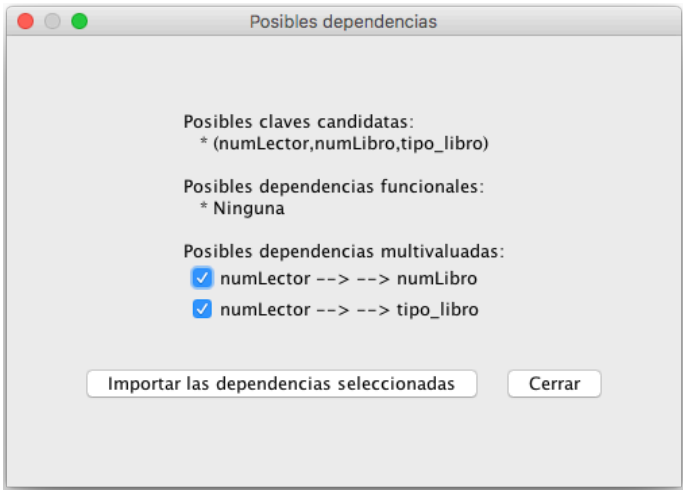 Posibles dependencias
Posibles claves candidatas:
* (numLector,numLibro,tipo_libro)
Posibles dependencias funcionales:
* Ninguna
Posibles dependencias multivaluadas:
numLector --> --> numLibro
numLector --> --> tipo_libro
Importar las dependencias seleccionadas
Cerrar